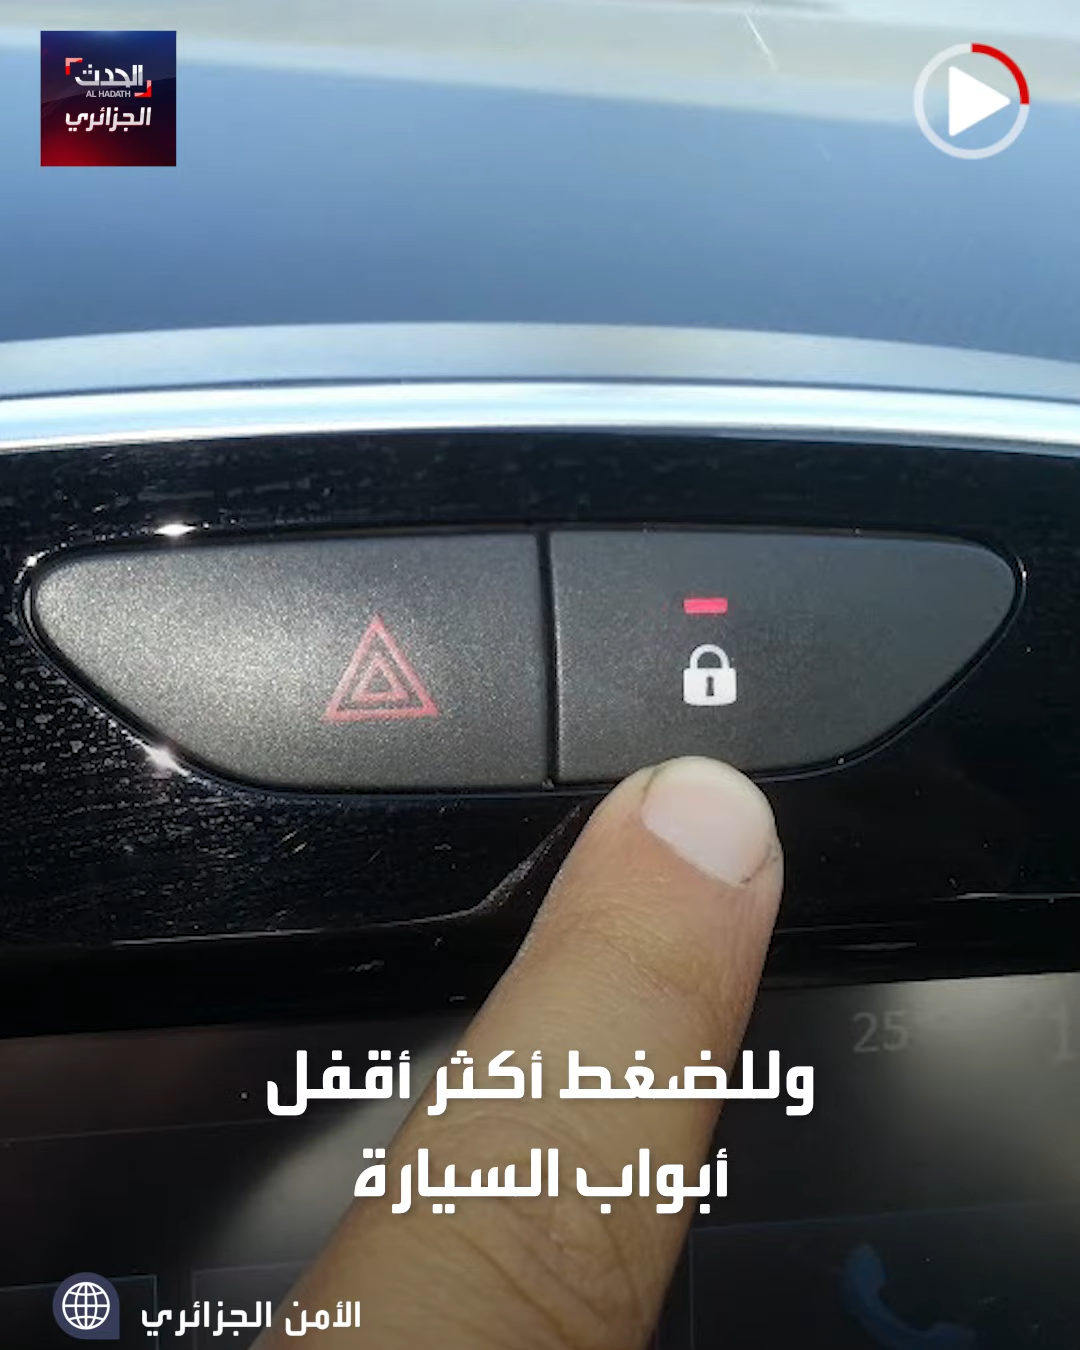 الحدث
AL HADATH
الجزائري
25
وللضغط أكثر أقفل
أبواب السيارة
الأمن الجزائري